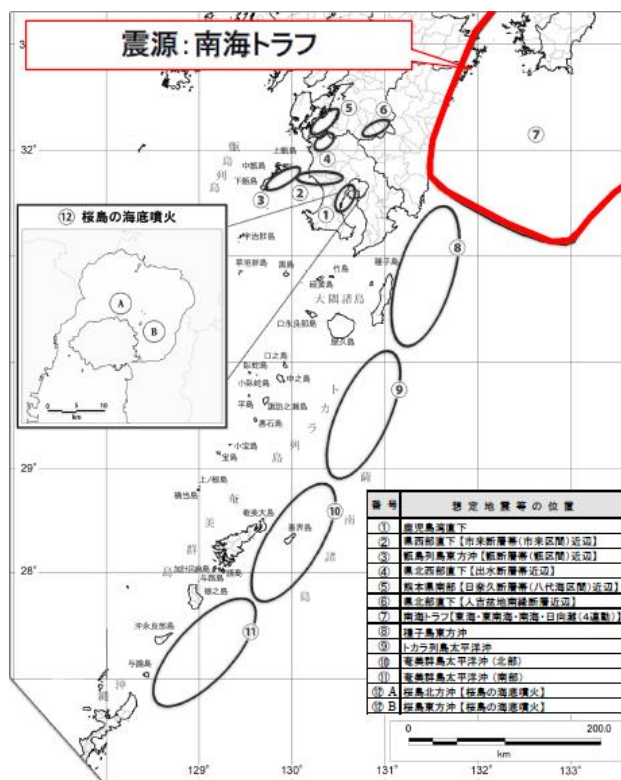 震源:南海トラフ
32°
29°
28°
129°
130°
131°
132°
133°
⑤
⑥
⑦
④
③
②
①
⑧
⑨
⑩
⑪
甑島列島
上甑島
中甑島
下甑島
⑫ 桜島の海底噴火
A
B
0 10
km
宇治群島
草垣群島
黒島
竹島
硫黄島
種子島
大隅諸島
口永良部島
屋久島
口之島
臥蛇島
小臥蛇島
中之島
平島
諏訪之瀬島
悪石島
小宝島
宝島
トカラ列島
上ノ根島
横当島
奄美大島
喜界島
加計呂麻島
請島
与路島
徳之島
沖永良部島
与論島
奄美群島
薩南諸島
沖縄
番号 想定地震等の位置
① 鹿児島湾直下
② 県西部直下【市来断層帯(市来区間)近辺】
③ 甑島列島東方沖【甑断層帯(甑区間)近辺】
④ 県北西部直下【出水断層帯近辺】
⑤ 熊本県南部【日奈久断層帯(八代海区間)近辺】
⑥ 県北部直下【人吉盆地南縁断層近辺】
⑦ 南海トラフ【東海・東南海・南海・日向灘(4連動)】
⑧ 種子島東方沖
⑨ トカラ列島太平洋沖
⑩ 奄美群島太平洋沖(北部)
⑪ 奄美群島太平洋沖(南部)
⑫ A 桜島北方沖【桜島の海底噴火】
⑫ B 桜島東方沖【桜島の海底噴火】
0 200.0
km